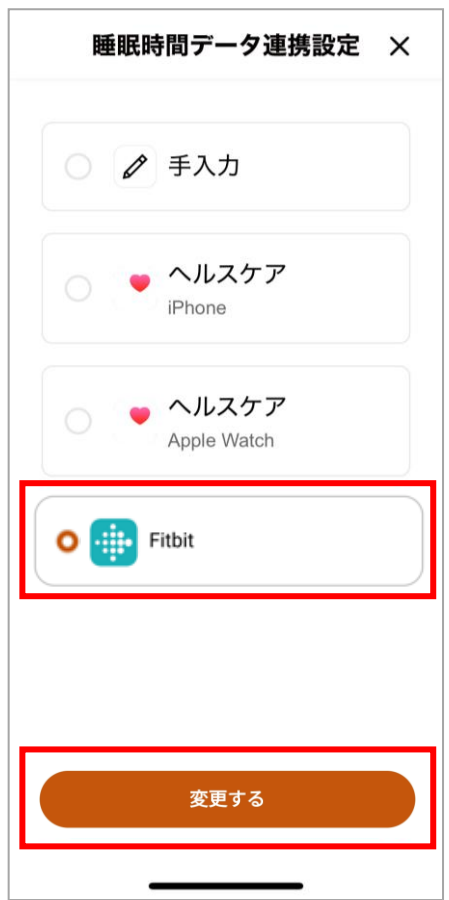 睡眠時間データ連携設定
手入力
ヘルスケア
iPhone
ヘルスケア
Apple Watch
Fitbit
変更する